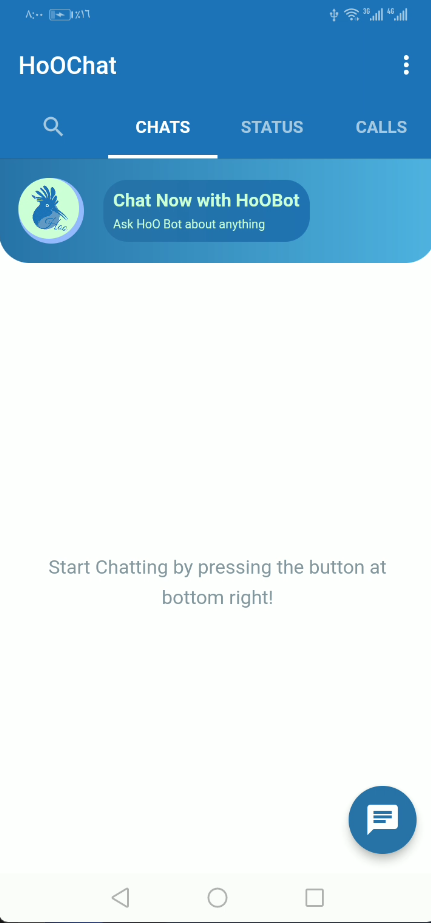 ٨:٠٠ ٪١٦ 3G 4G
HoOChat
CHATS STATUS CALLS
Chat Now with HoOBot
Ask HoO Bot about anything
Start Chatting by pressing the button at
bottom right!